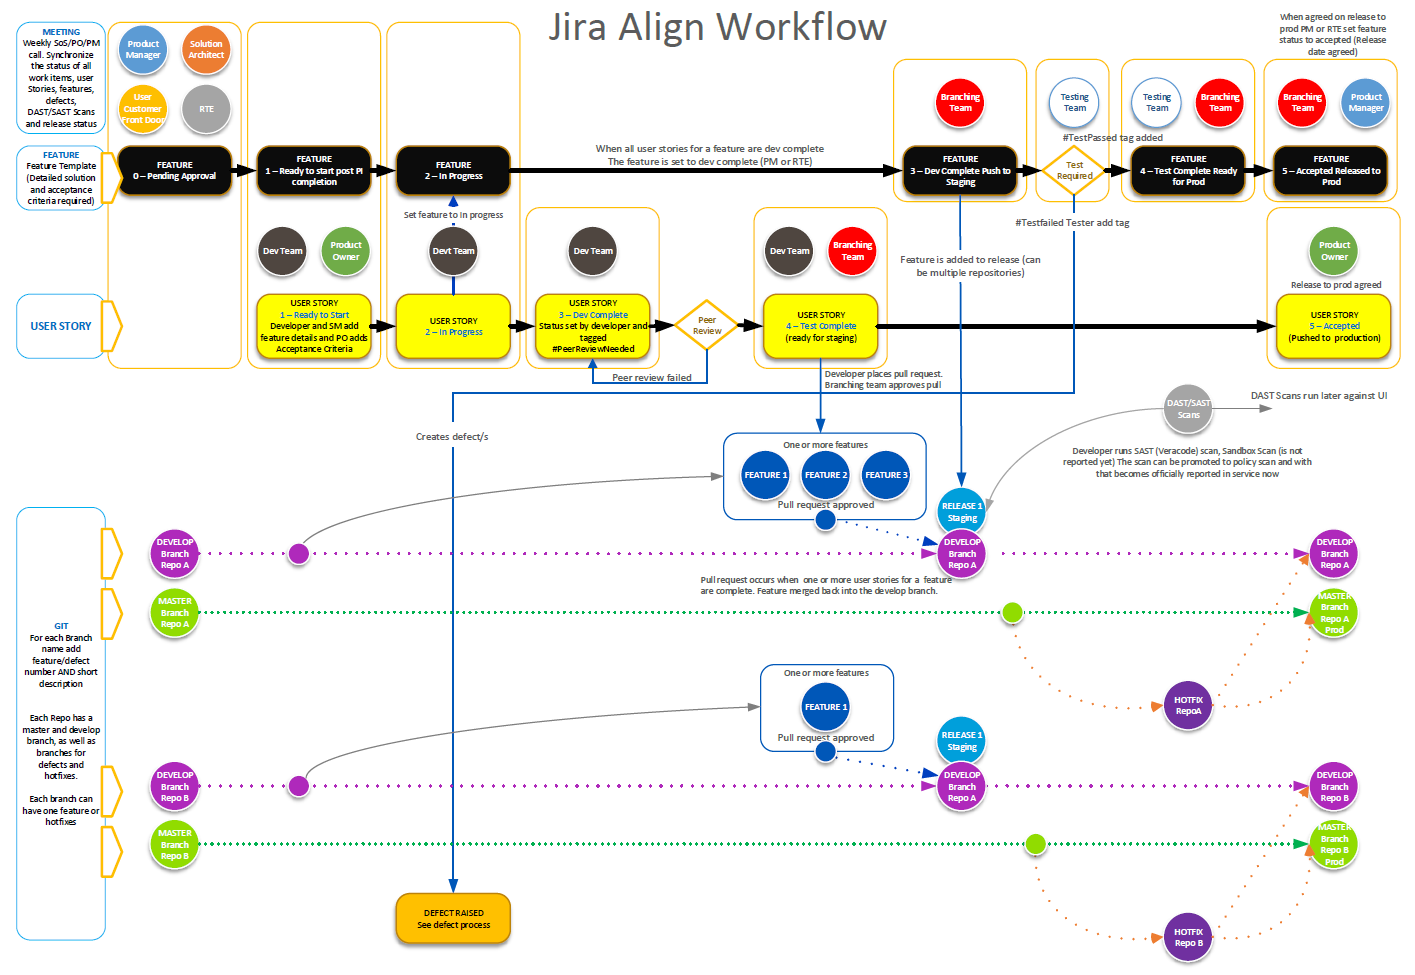 Jira Align Workflow
MEETING
Weekly SoS/PO/PM
call. Synchronize
the status of all
work items, user
Stories, features,
defects,
DAST/SAST Scans
and release status
Product
Manager
Solution
Architect
User
Customer
Front Door
RTE
Branching
Team
Testing
Team
Testing
Team
Branching
Team
When agreed on release to
prod PM or RTE set feature
status to accepted (Release
date agreed)
Branching
Team
Product
Manager
FEATURE
Feature Template
(Detailed solution
and acceptance
criteria required)
FEATURE
0 – Pending Approval
FEATURE
1 – Ready to start post PI
completion
FEATURE
2 – In Progress
When all user stories for a feature are dev complete
The feature is set to dev complete (PM or RTE)
FEATURE
3 – Dev Complete Push to
Staging
#TestPassed tag added
Test
Required
FEATURE
4 – Test Complete Ready
for Prod
FEATURE
5 – Accepted Released to
Prod
Set feature to In progress
#Testfailed Tester add tag
Dev Team
Product
Owner
Devt Team
Dev Team
Dev Team
Branching
Team
Feature is added to release (can
be multiple repositories)
Product
Owner
Release to prod agreed
USER STORY
USER STORY
1 – Ready to Start
Developer and SM add
feature details and PO adds
Acceptance Criteria
USER STORY
2 – In Progress
USER STORY
3 – Dev Complete
Status set by developer and
tagged
#PeerReviewNeeded
Peer
Review
USER STORY
4 – Test Complete
(ready for staging)
USER STORY
5 – Accepted
(Pushed to production)
Peer review failed
Developer places pull request.
Branching team approves pull
Creates defect/s
DAST/SAST
Scans
DAST Scans run later against UI
Developer runs SAST (Veracode) scan, Sandbox Scan (is not
reported yet) The scan can be promoted to policy scan and with
that becomes officially reported in service now
One or more features
FEATURE 1
FEATURE 2
FEATURE 3
Pull request approved
RELEASE 1
Staging
DEVELOP
Branch
Repo A
DEVELOP
Branch
Repo A
DEVELOP
Branch
Repo A
Pull request occurs when one or more user stories for a feature
are complete. Feature merged back into the develop branch.
MASTER
Branch
Repo A
MASTER
Branch
Repo A
Prod
GIT
For each Branch
name add
feature/defect
number AND short
description
Each Repo has a
master and develop
branch, as well as
branches for
defects and
hotfixes.
Each branch can
have one feature or
hotfixes
HOTFIX
RepoA
One or more features
FEATURE 1
Pull request approved
RELEASE 1
Staging
DEVELOP
Branch
Repo B
DEVELOP
Branch
Repo A
DEVELOP
Branch
Repo B
MASTER
Branch
Repo B
MASTER
Branch
Repo B
Prod
DEFECT RAISED
See defect process
HOTFIX
Repo B